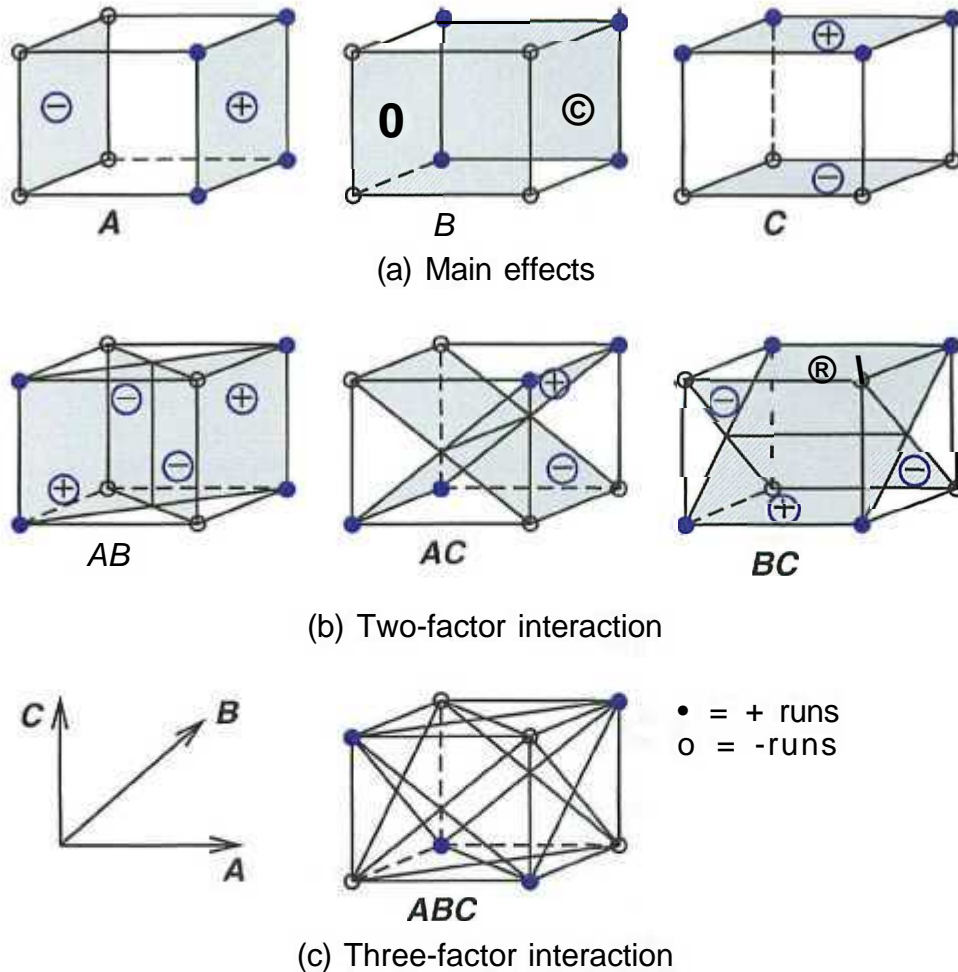 − + 0 © + −
A B C
(a) Main effects
− + + − + − − ® + −
AB AC BC
(b) Two-factor interaction
C B A
• = + runs
o = -runs
ABC
(c) Three-factor interaction